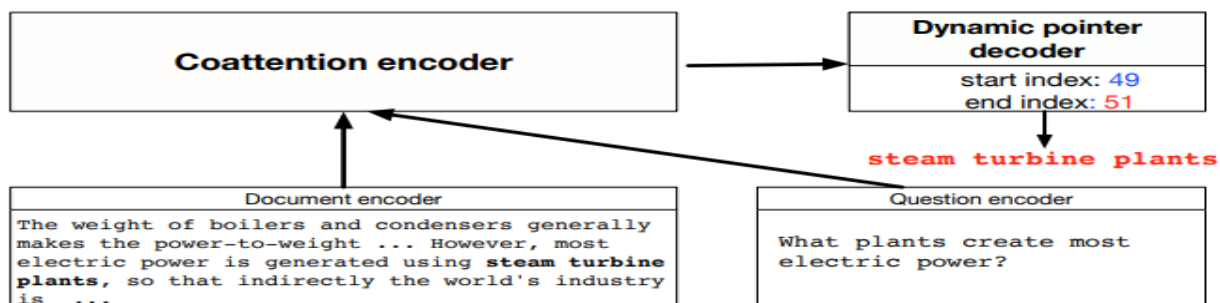 Coattention encoder
Dynamic pointer
decoder
start index: 49
end index: 51
steam turbine plants
Document encoder
The weight of boilers and condensers generally
makes the power-to-weight ... However, most
electric power is generated using steam turbine
plants, so that indirectly the world's industry
is ...
Question encoder
What plants create most
electric power?